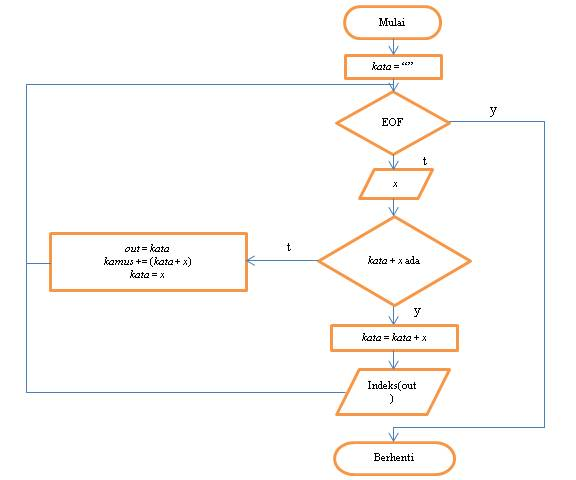 Mulai
kata = “”
EOF
y
t
x
kata + x ada
t
out = kata
kamus += (kata + x)
kata = x
y
kata = kata + x
Indeks(out
)
Berhenti